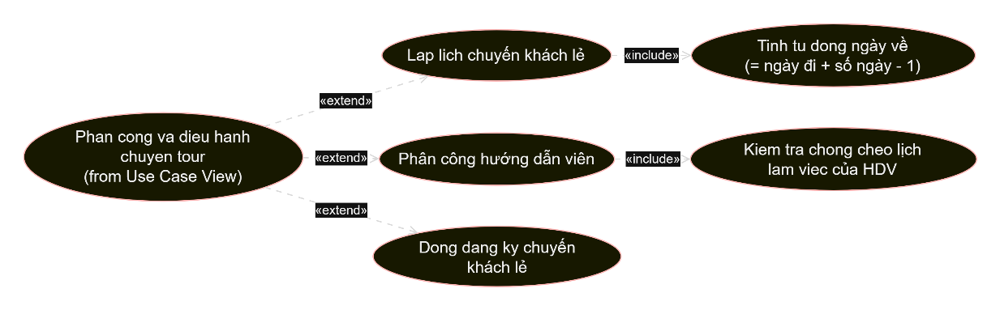 Lap lich chuyến khách lẻ
«include»
Tinh tu dong ngày về
(= ngày đi + số ngày - 1)
«extend»
Phan cong va dieu hanh
chuyen tour
(from Use Case View)
«extend»
Phân công hướng dẫn viên
«include»
Kiem tra chong cheo lịch
lam viec của HDV
«extend»
Dong dang ky chuyến
khách lẻ